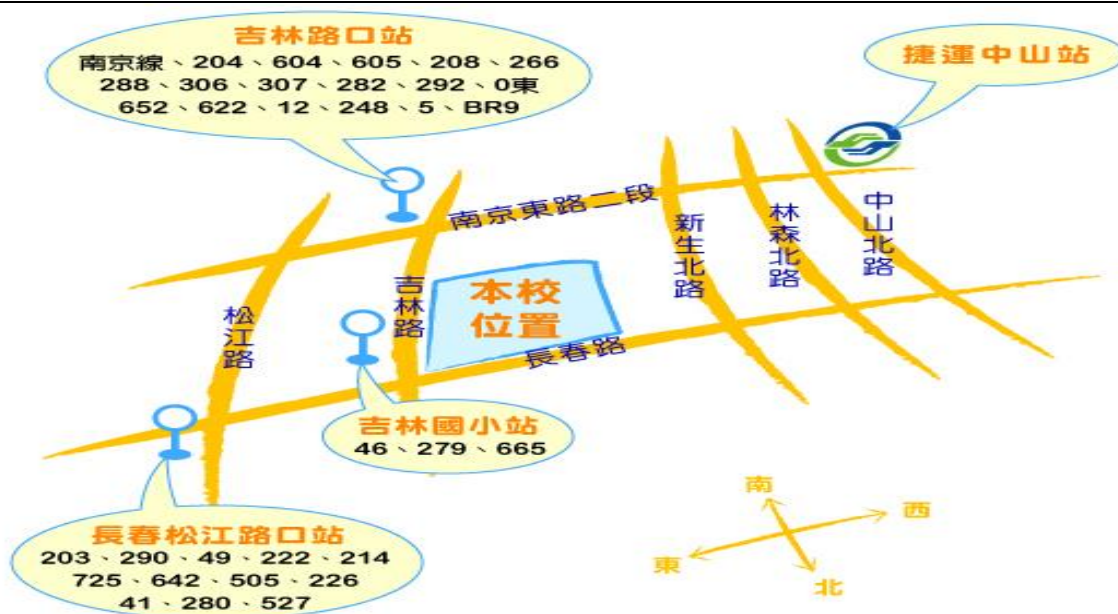 吉林路口站
南京線、204、604、605、208、266
288、306、307、282、292、0東
652、622、12、248、5、BR9
捷運中山站
南京東路二段
新生北路
林森北路
中山北路
吉林路
本校
位置
松江路
長春路
吉林國小站
46、279、665
長春松江路口站
203、290、49、222、214
725、642、505、226
41、280、527
南
西
東
北